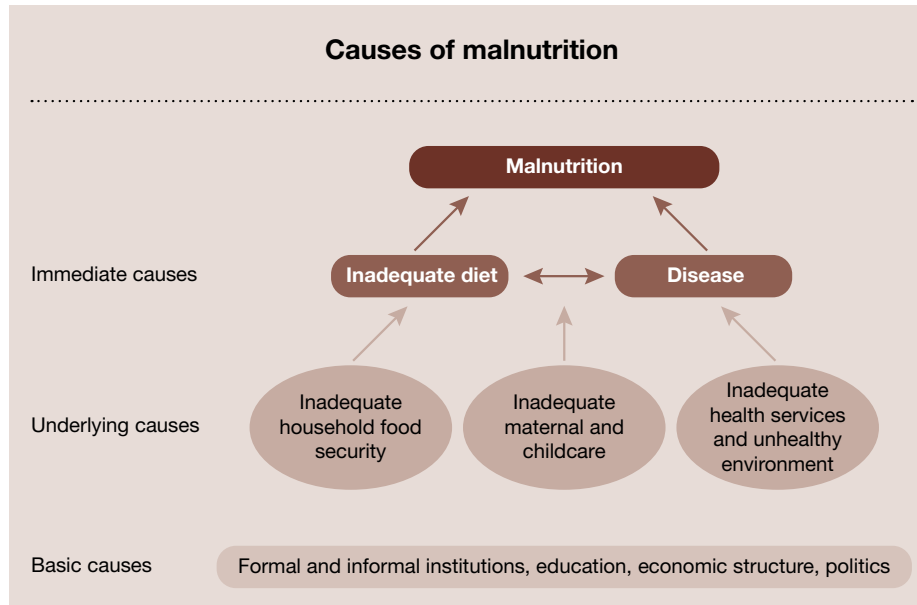 Causes of malnutrition
Malnutrition
Immediate causes
Inadequate diet
Disease
Underlying causes
Inadequate
household food
security
Inadequate
maternal and
childcare
Inadequate
health services
and unhealthy
environment
Basic causes
Formal and informal institutions, education, economic structure, politics